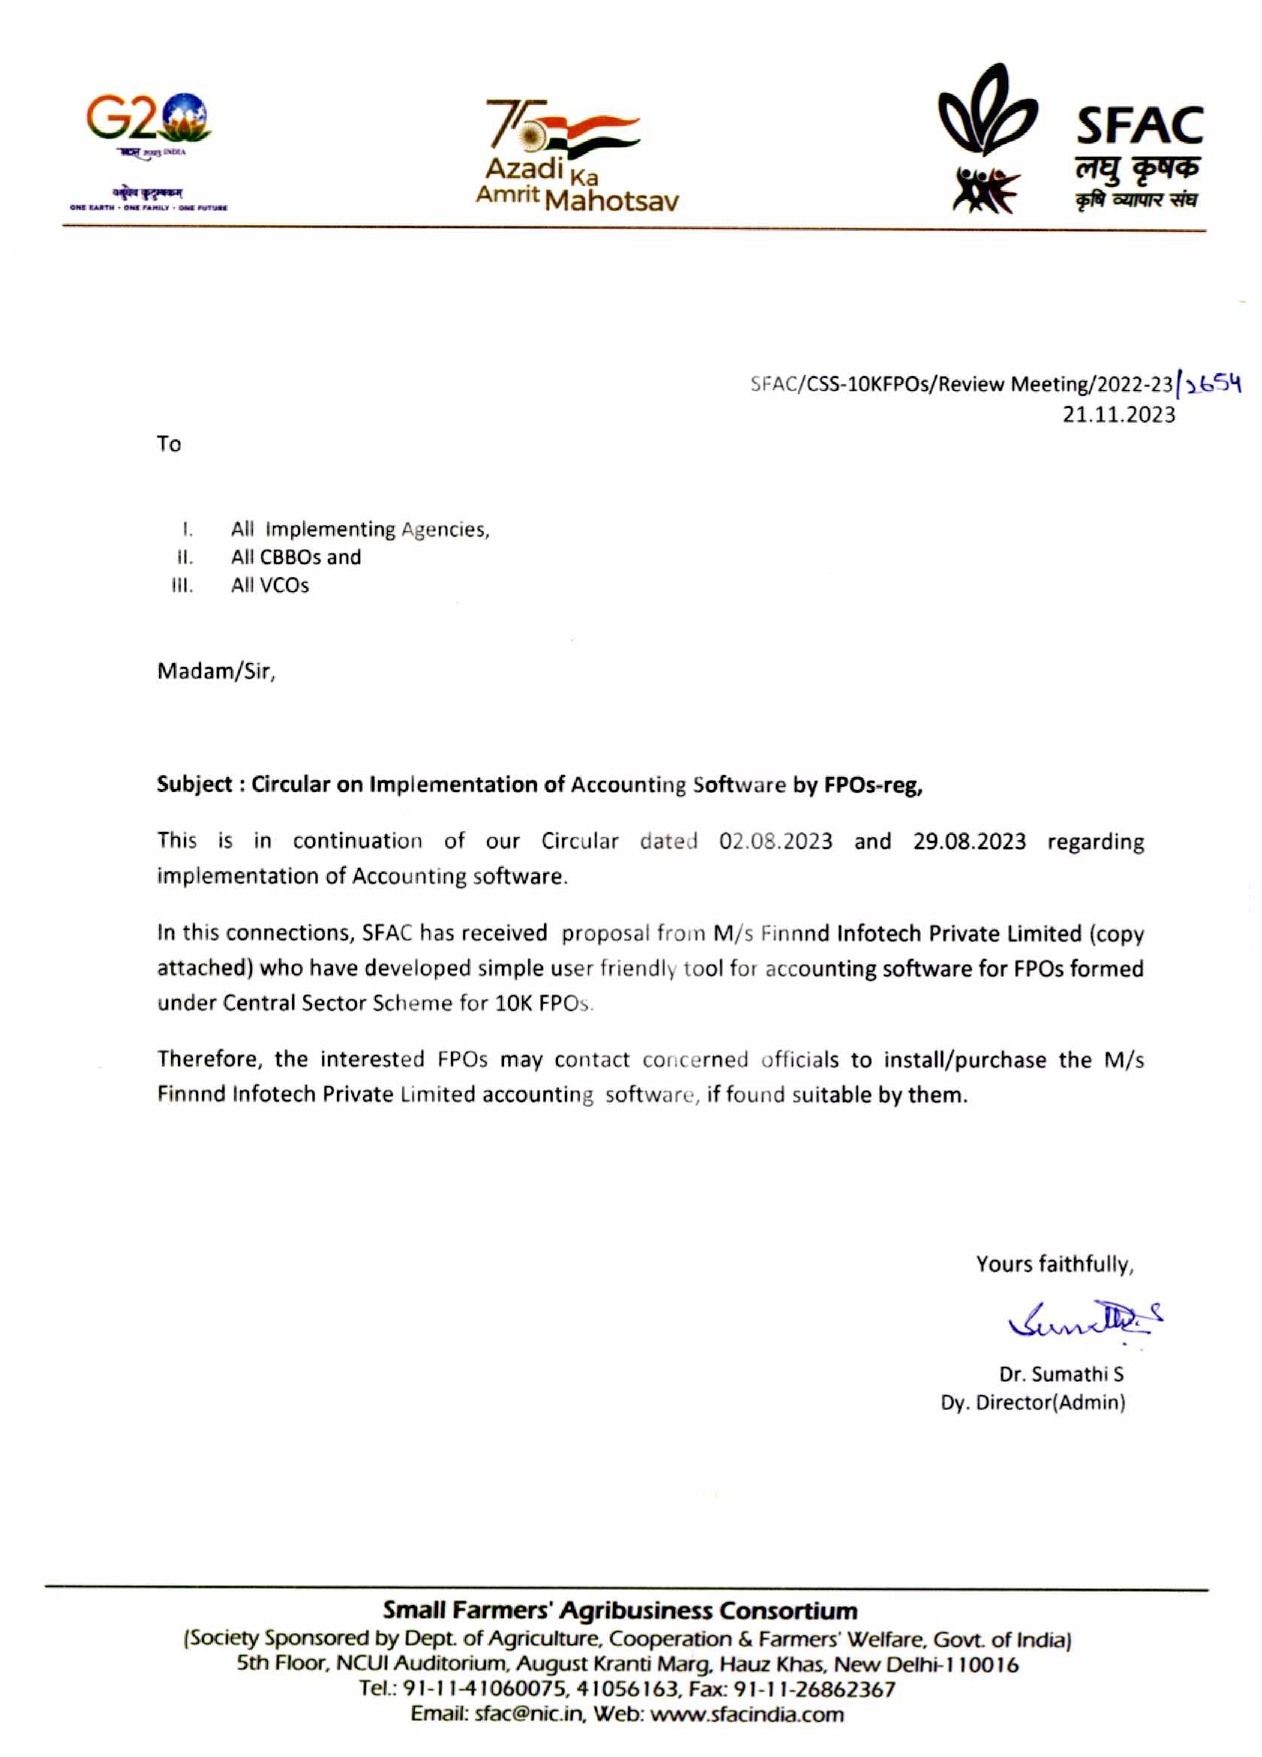 G20
भारत 2023 INDIA
वसुधैव कुटुम्बकम्
ONE EARTH • ONE FAMILY • ONE FUTURE
75
Azadi Ka
Amrit Mahotsav
SFAC
लघु कृषक
कृषि व्यापार संघ
SFAC/CSS-10KFPOs/Review Meeting/2022-23/2654
21.11.2023
To
I. All Implementing Agencies,
II. All CBBOs and
III. All VCOs
Madam/Sir,
Subject : Circular on Implementation of Accounting Software by FPOs-reg,
This is in continuation of our Circular dated 02.08.2023 and 29.08.2023 regarding
implementation of Accounting software.
In this connections, SFAC has received proposal from M/s Finnnd Infotech Private Limited (copy
attached) who have developed simple user friendly tool for accounting software for FPOs formed
under Central Sector Scheme for 10K FPOs.
Therefore, the interested FPOs may contact concerned officials to install/purchase the M/s
Finnnd Infotech Private Limited accounting software, if found suitable by them.
Yours faithfully,
Sumathi. S
Dr. Sumathi S
Dy. Director(Admin)
Small Farmers' Agribusiness Consortium
(Society Sponsored by Dept. of Agriculture, Cooperation & Farmers' Welfare, Govt. of India)
5th Floor, NCUI Auditorium, August Kranti Marg, Hauz Khas, New Delhi-110016
Tel.: 91-11-41060075, 41056163, Fax: 91-11-26862367
Email: sfac@nic.in, Web: www.sfacindia.com